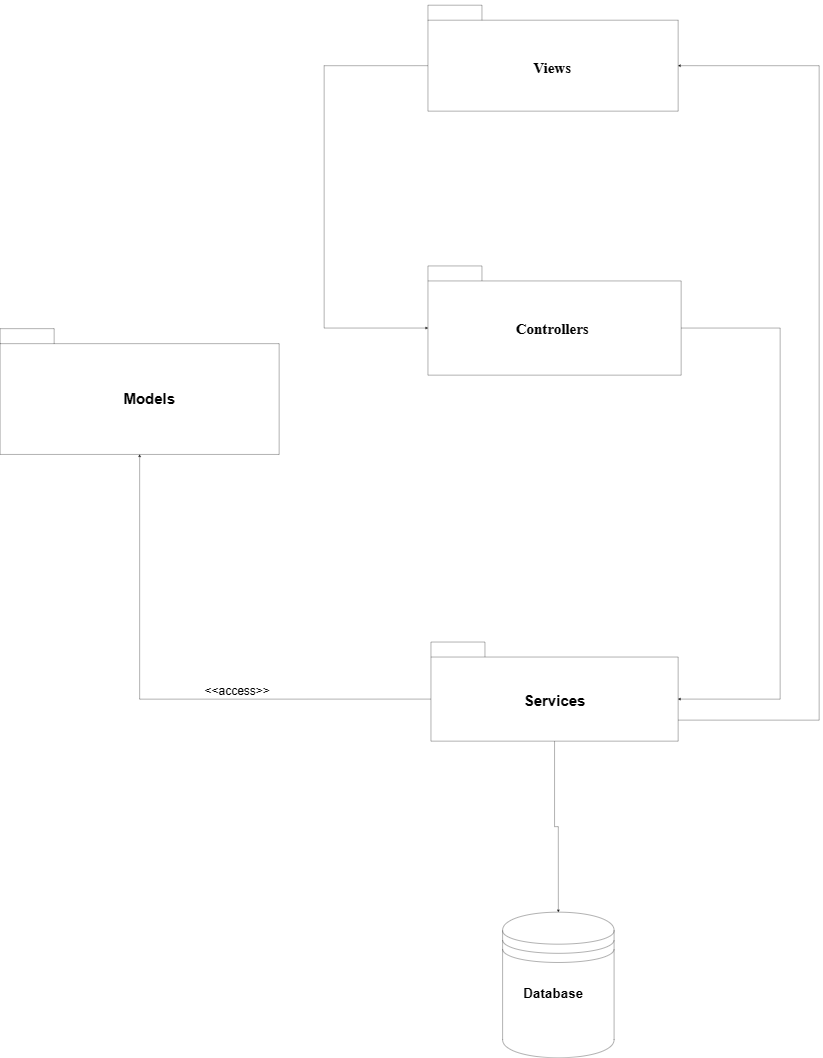 Views
Controllers
Models
<<access>>
Services
Database